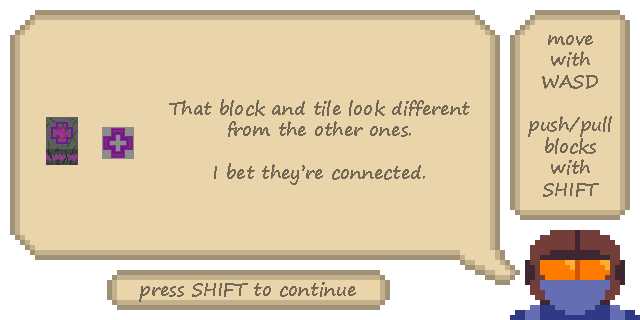 That block and tile look different
from the other ones.
I bet they're connected.
move
with
WASD
push/pull
blocks
with
SHIFT
press SHIFT to continue